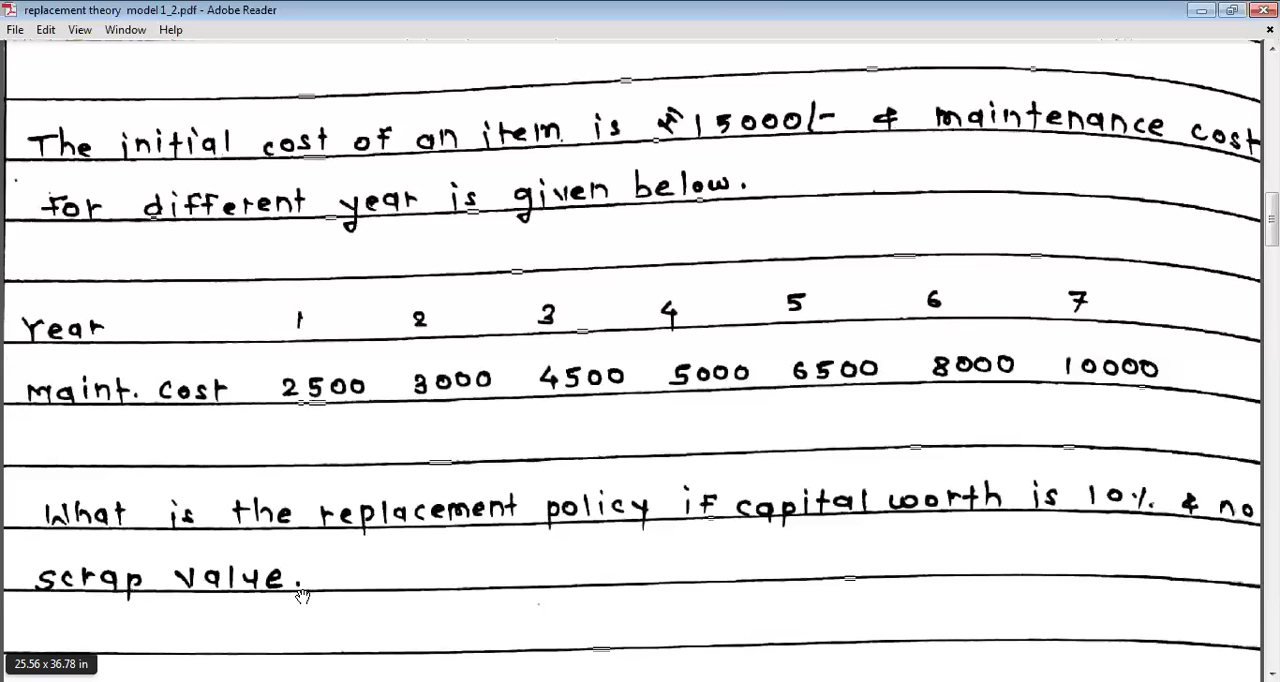 replacement theory model 1_2.pdf - Adobe Reader
File Edit View Window Help
The initial cost of an item is ₹15000/- & maintenance cost
for different year is given below.
Year 1 2 3 4 5 6 7
Maint. cost 2500 3000 4500 5000 6500 8000 10000
What is the replacement policy if capital worth is 10% & no
scrap value.
25.56 x 36.78 in